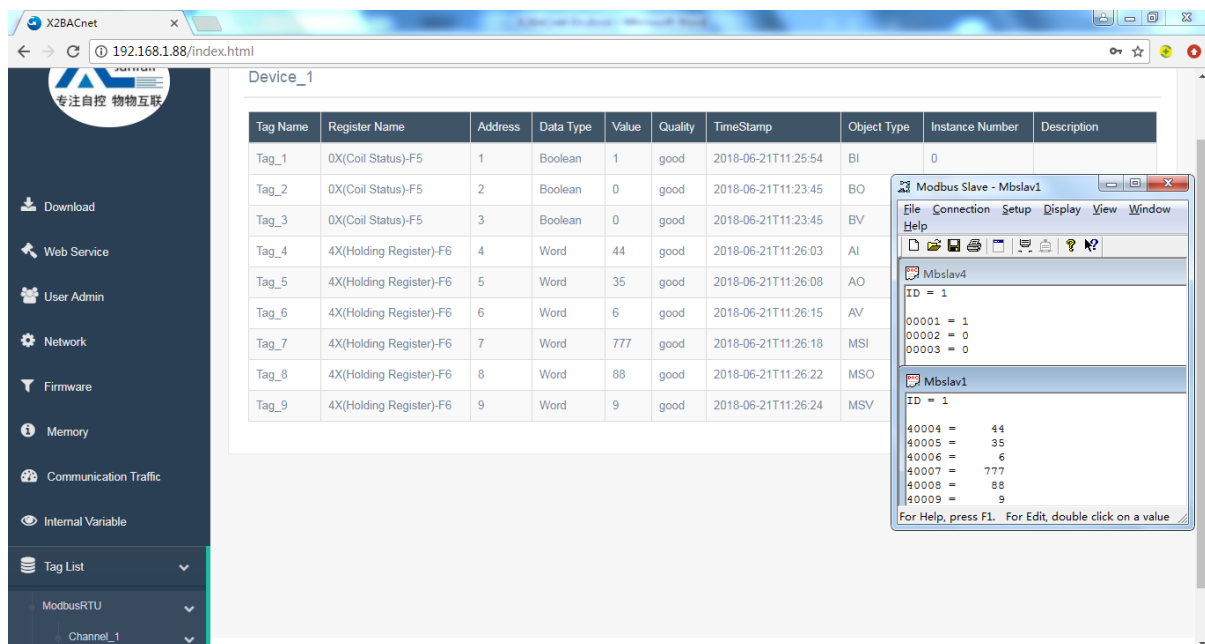 X2BACnet
192.168.1.88/index.html
专注自控 物物互联
Download
Web Service
User Admin
Network
Firmware
Memory
Communication Traffic
Internal Variable
Tag List
ModbusRTU
Channel_1
Device_1
Tag Name Register Name Address Data Type Value Quality TimeStamp Object Type Instance Number Description
Tag_1 0X(Coil Status)-F5 1 Boolean 1 good 2018-06-21T11:25:54 BI 0
Tag_2 0X(Coil Status)-F5 2 Boolean 0 good 2018-06-21T11:23:45 BO
Tag_3 0X(Coil Status)-F5 3 Boolean 0 good 2018-06-21T11:23:45 BV
Tag_4 4X(Holding Register)-F6 4 Word 44 good 2018-06-21T11:26:03 AI
Tag_5 4X(Holding Register)-F6 5 Word 35 good 2018-06-21T11:26:08 AO
Tag_6 4X(Holding Register)-F6 6 Word 6 good 2018-06-21T11:26:15 AV
Tag_7 4X(Holding Register)-F6 7 Word 777 good 2018-06-21T11:26:18 MSI
Tag_8 4X(Holding Register)-F6 8 Word 88 good 2018-06-21T11:26:22 MSO
Tag_9 4X(Holding Register)-F6 9 Word 9 good 2018-06-21T11:26:24 MSV
Modbus Slave - Mbslav1
File Connection Setup Display View Window
Help
Mbslav4
ID = 1
00001 = 1
00002 = 0
00003 = 0
Mbslav1
ID = 1
40004 = 44
40005 = 35
40006 = 6
40007 = 777
40008 = 88
40009 = 9
For Help, press F1. For Edit, double click on a value